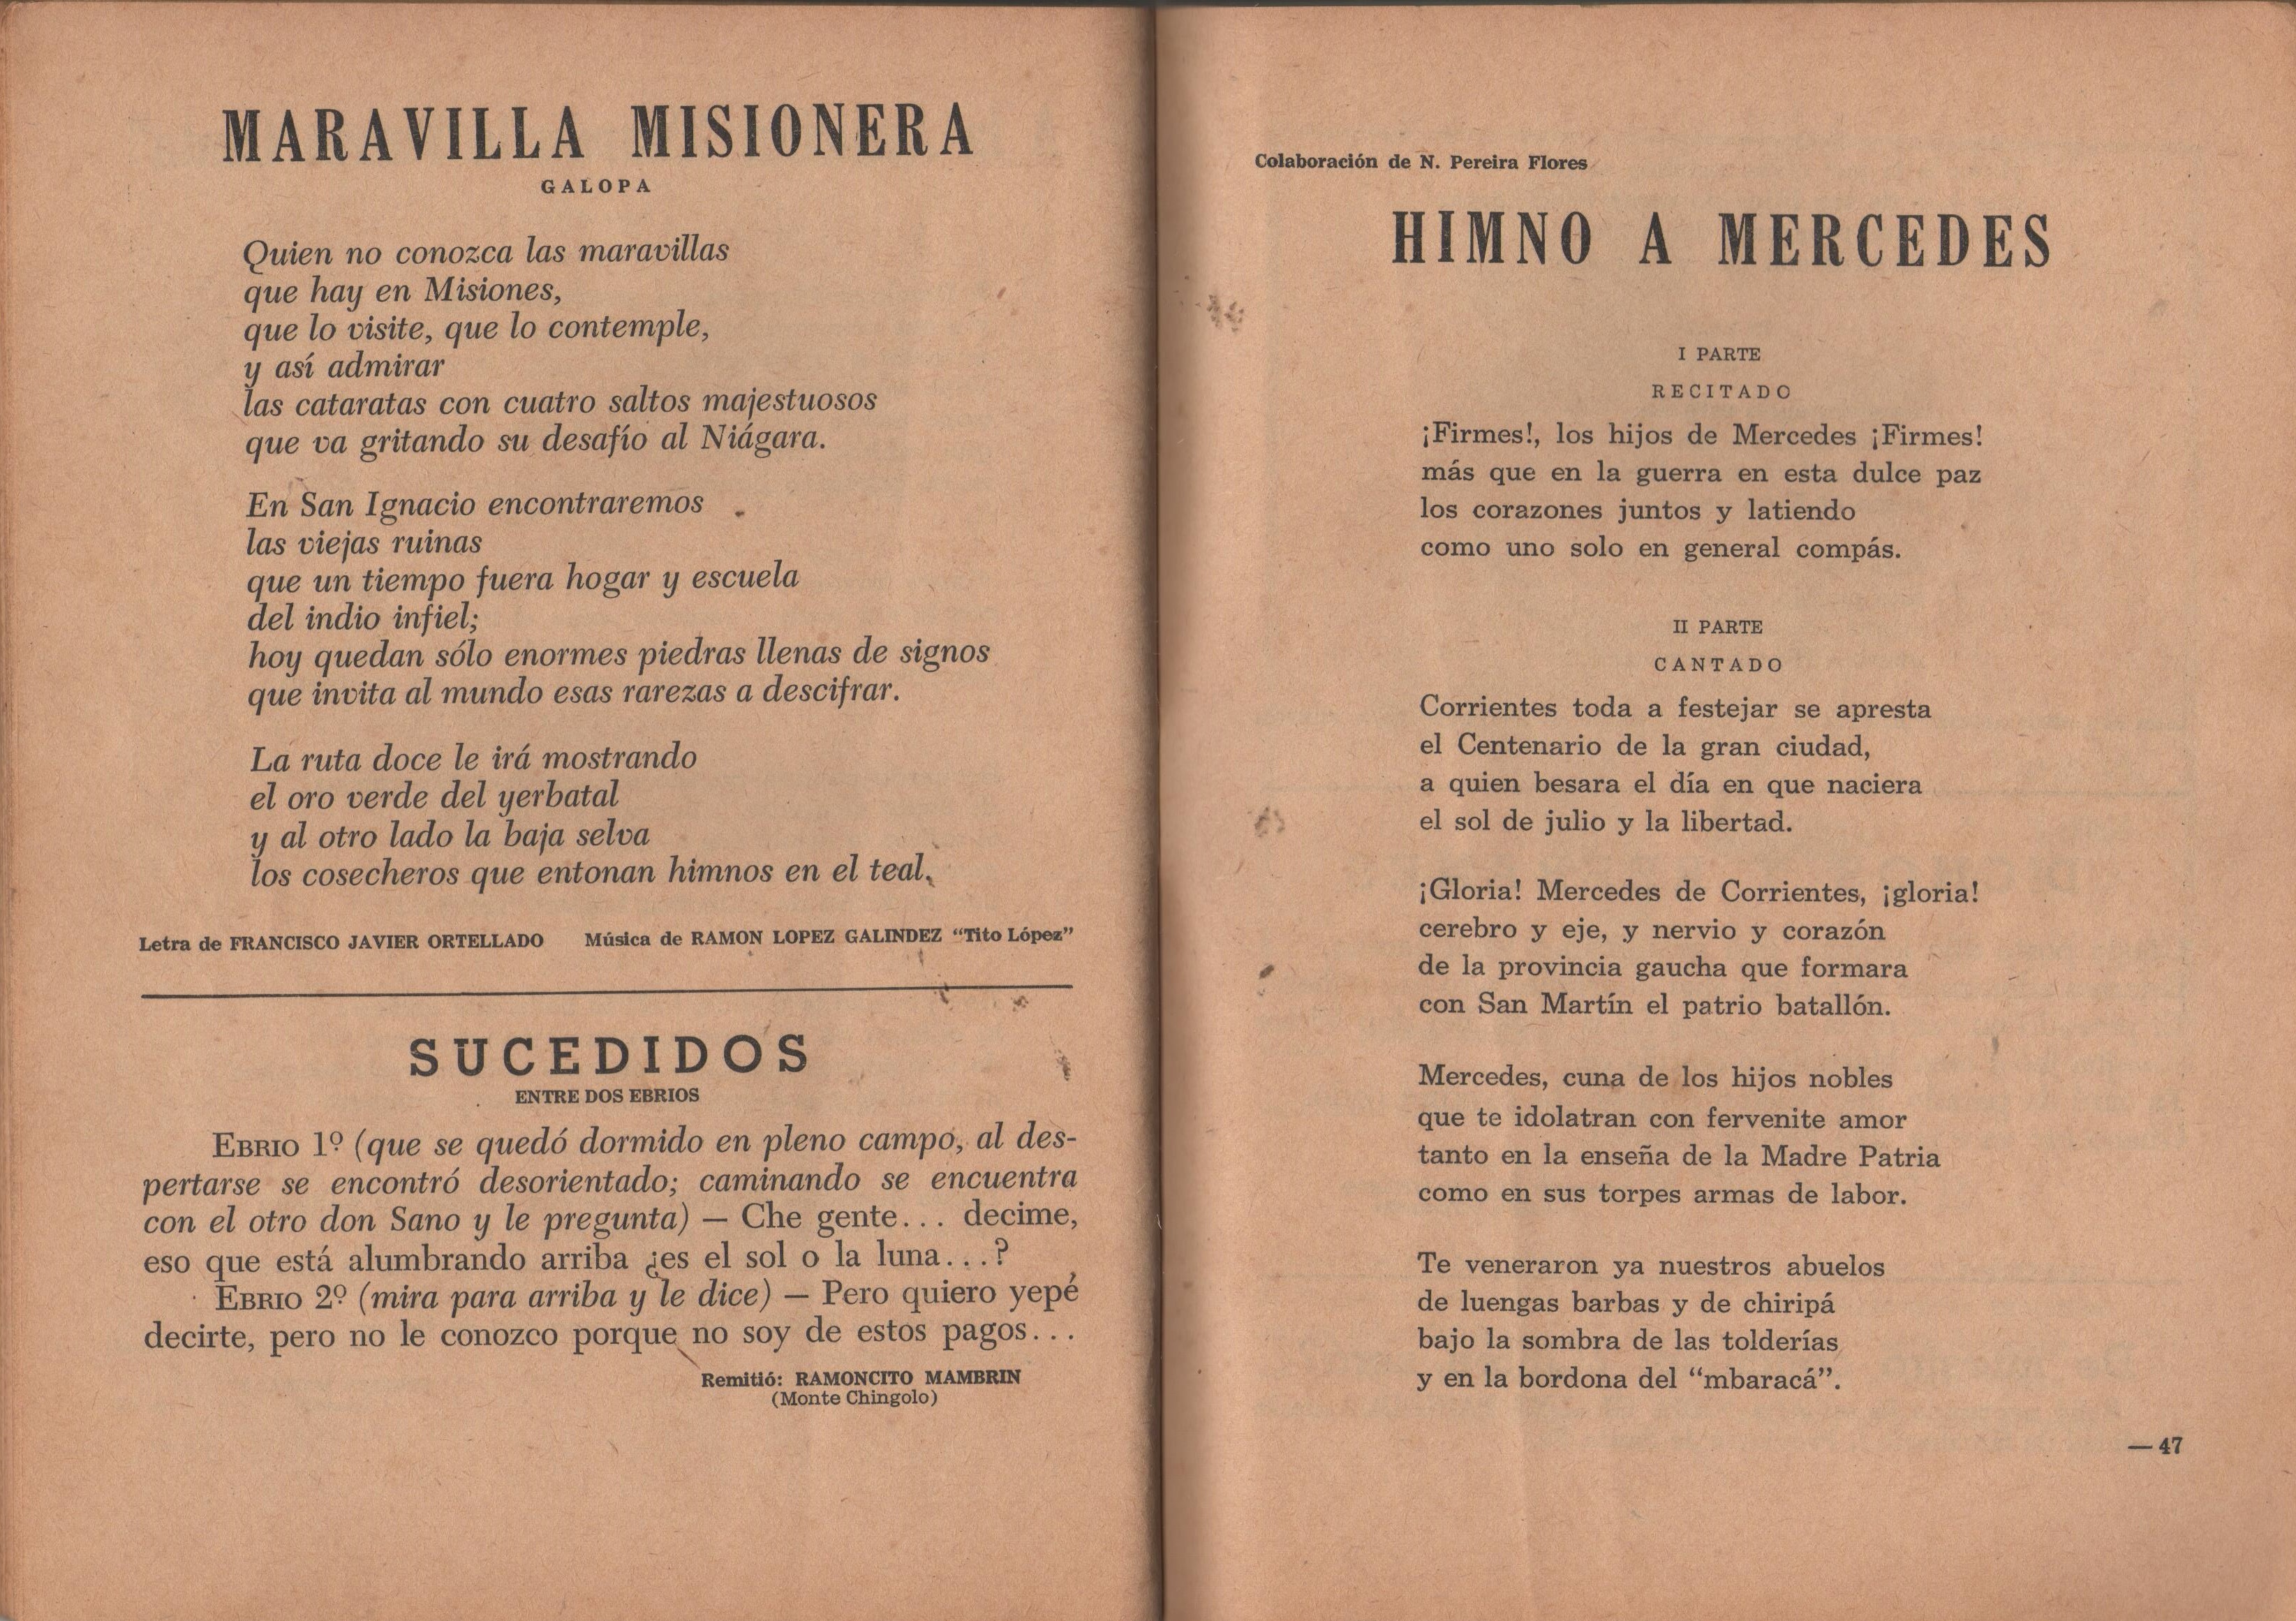 MARAVILLA MISIONERA
GALOPA
Quien no conozca las maravillas
que hay en Misiones,
que lo visite, que lo contemple,
y así admirar
las cataratas con cuatro saltos majestuosos
que va gritando su desafío al Niágara.
En San Ignacio encontraremos
las viejas ruinas
que un tiempo fuera hogar y escuela
del indio infiel;
hoy quedan sólo enormes piedras llenas de signos
que invita al mundo esas rarezas a descifrar.
La ruta doce le irá mostrando
el oro verde del yerbatal
y al otro lado la baja selva
los cosecheros que entonan himnos en el teal.
Letra de FRANCISCO JAVIER ORTELLADO Música de RAMON LOPEZ GALINDEZ “Tito López”
SUCEDIDOS
ENTRE DOS EBRIOS
EBRIO 1º (que se quedó dormido en pleno campo, al des-
pertarse se encontró desorientado; caminando se encuentra
con el otro don Sano y le pregunta) — Che gente... decime,
eso que está alumbrando arriba ¿es el sol o la luna...?
EBRIO 2º (mira para arriba y le dice) — Pero quiero yepé
decirte, pero no le conozco porque no soy de estos pagos...
Remitió: RAMONCITO MAMBRIN
(Monte Chingolo)
Colaboración de N. Pereira Flores
HIMNO A MERCEDES
I PARTE
RECITADO
¡Firmes!, los hijos de Mercedes ¡Firmes!
más que en la guerra en esta dulce paz
los corazones juntos y latiendo
como uno solo en general compás.
II PARTE
CANTADO
Corrientes toda a festejar se apresta
el Centenario de la gran ciudad,
a quien besara el día en que naciera
el sol de julio y la libertad.
¡Gloria! Mercedes de Corrientes, ¡gloria!
cerebro y eje, y nervio y corazón
de la provincia gaucha que formara
con San Martín el patrio batallón.
Mercedes, cuna de los hijos nobles
que te idolatran con fervenite amor
tanto en la enseña de la Madre Patria
como en sus torpes armas de labor.
Te veneraron ya nuestros abuelos
de luengas barbas y de chiripá
bajo la sombra de las tolderías
y en la bordona del “mbaracá”.
— 47